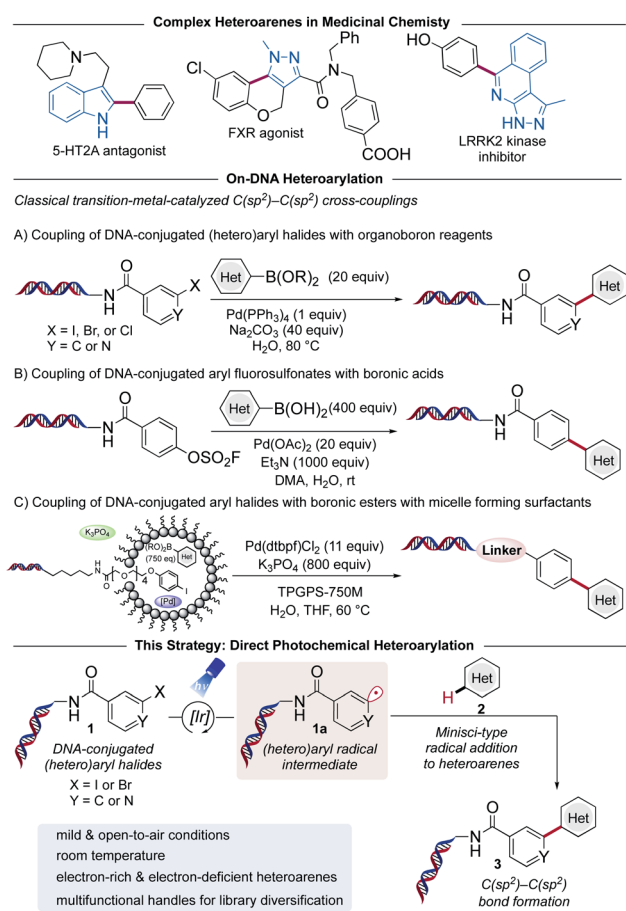 Complex Heteroarenes in Medicinal Chemisty
N
N
H
5-HT2A antagonist
Cl
N
N
O
O
N
Ph
COOH
FXR agonist
HO
N
N
H
N
LRRK2 kinase
inhibitor
On-DNA Heteroarylation
Classical transition-metal-catalyzed C(sp²)–C(sp²) cross-couplings
A) Coupling of DNA-conjugated (hetero)aryl halides with organoboron reagents
N
H
O
X
Y
X = I, Br, or Cl
Y = C or N
Het B(OR)₂ (20 equiv)
Pd(PPh₃)₄ (1 equiv)
Na₂CO₃ (40 equiv)
H₂O, 80 °C
N
H
O
Y
Het
B) Coupling of DNA-conjugated aryl fluorosulfonates with boronic acids
N
H
O
OSO₂F
Het B(OH)₂ (400 equiv)
Pd(OAc)₂ (20 equiv)
Et₃N (1000 equiv)
DMA, H₂O, rt
N
H
O
Het
C) Coupling of DNA-conjugated aryl halides with boronic esters with micelle forming surfactants
K₃PO₄
(RO)₂B
(750 eq) Het
H
N
O
O
4
O
I
[Pd]
Pd(dtbpf)Cl₂ (11 equiv)
K₃PO₄ (800 equiv)
TPGPS-750M
H₂O, THF, 60 °C
Linker
Het
This Strategy: Direct Photochemical Heteroarylation
N
H
O
X
Y
1
DNA-conjugated
(hetero)aryl halides
X = I or Br
Y = C or N
hν
[Ir]
N
H
O
Y
1a
(hetero)aryl radical
intermediate
H Het
2
Minisci-type
radical addition
to heteroarenes
mild & open-to-air conditions
room temperature
electron-rich & electron-deficient heteroarenes
multifunctional handles for library diversification
N
H
O
Y
Het
3
C(sp²)–C(sp²)
bond formation